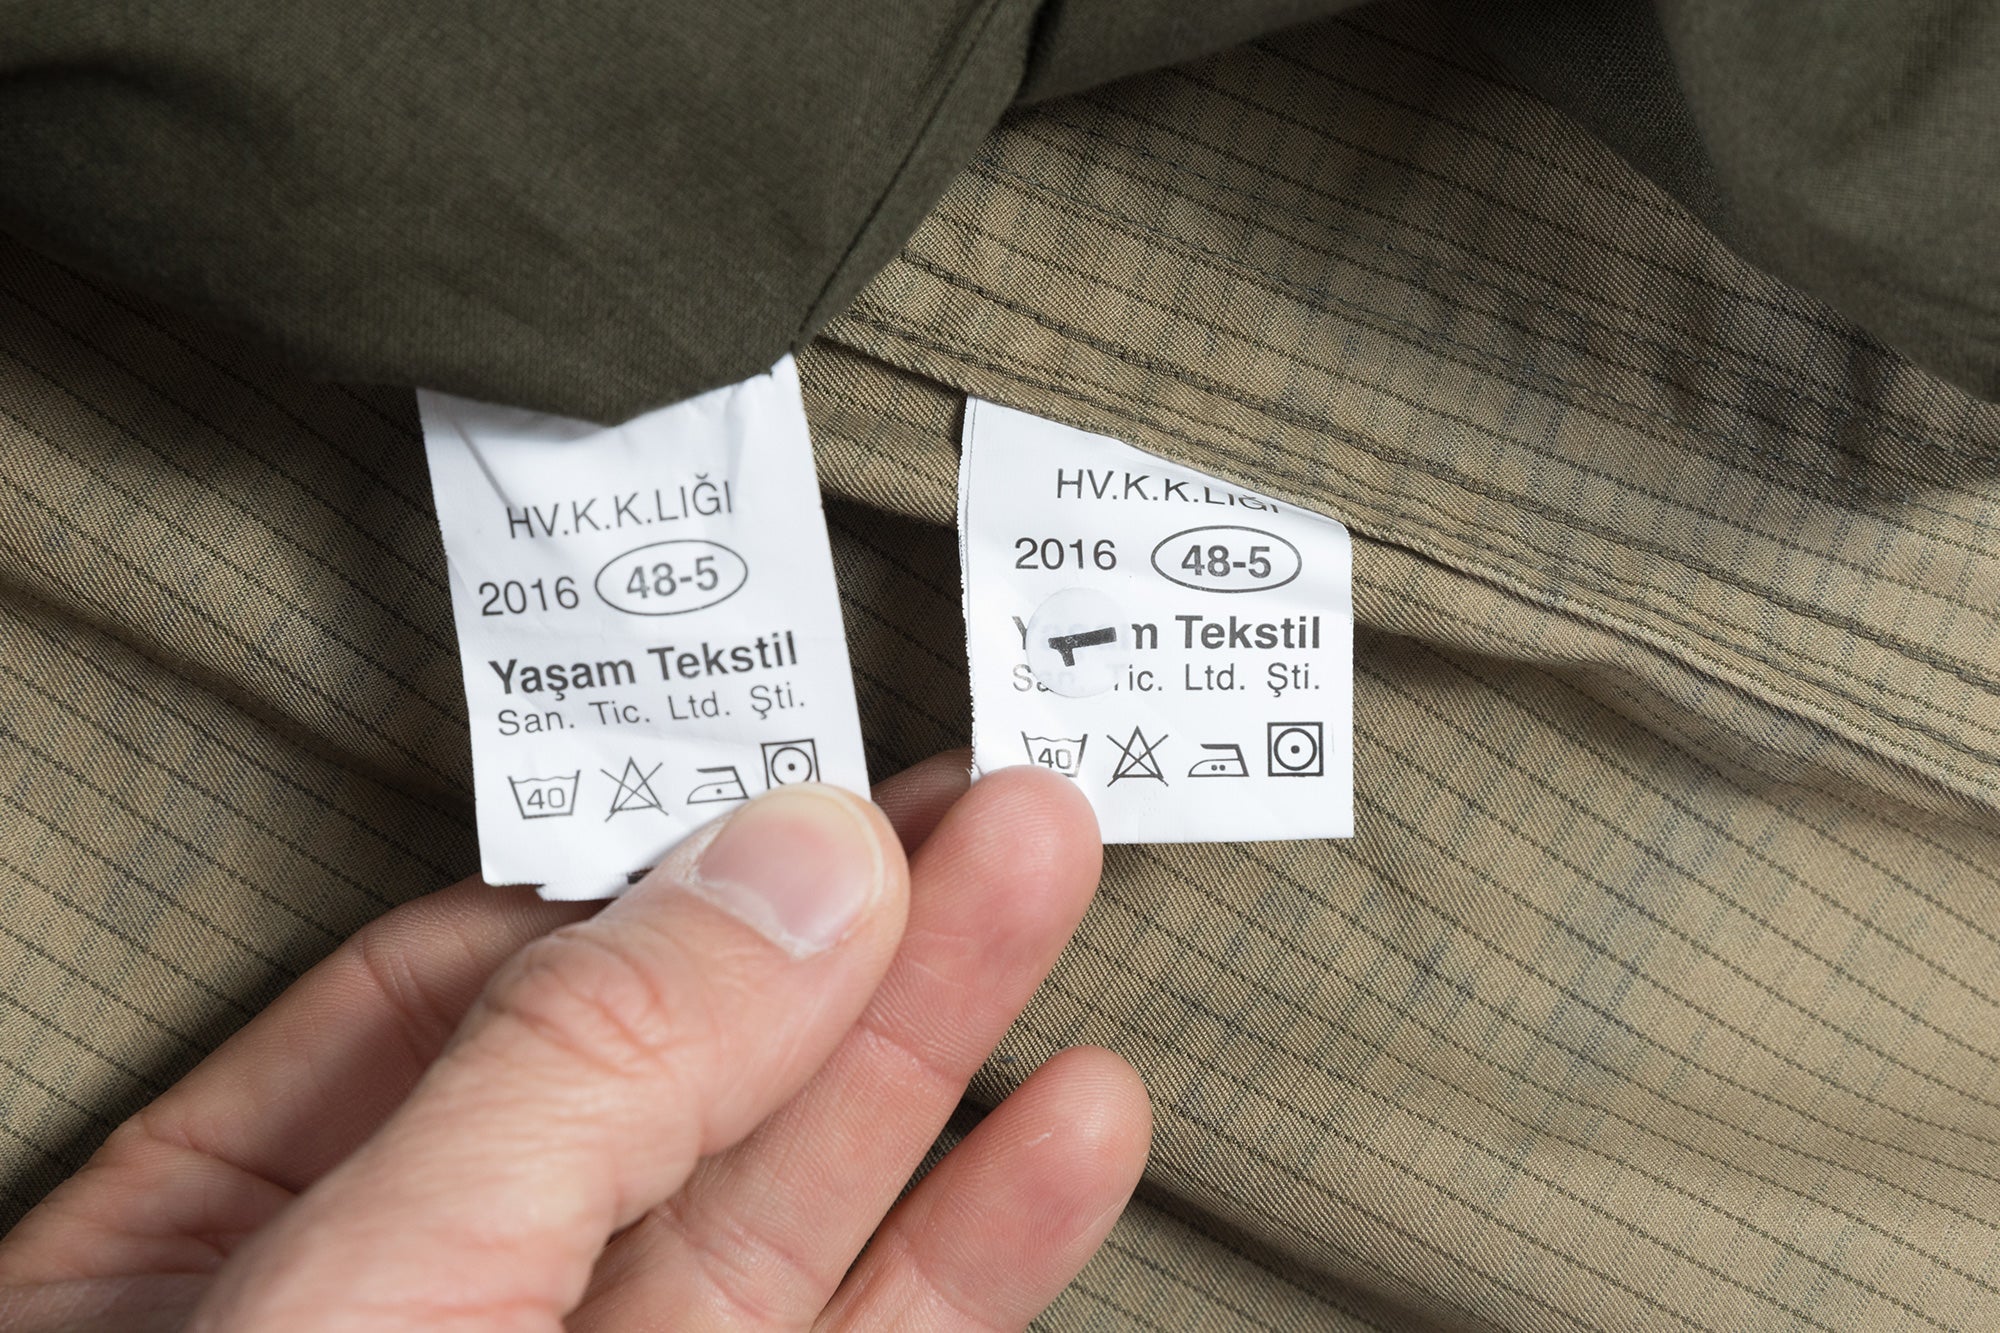 HV.K.K.LIĞI
2016 48-5
Yaşam Tekstil
San. Tic. Ltd. Şti.
40
HV.K.K.LIĞI
2016 48-5
1
Tekstil
Tic. Ltd. Şti.
40